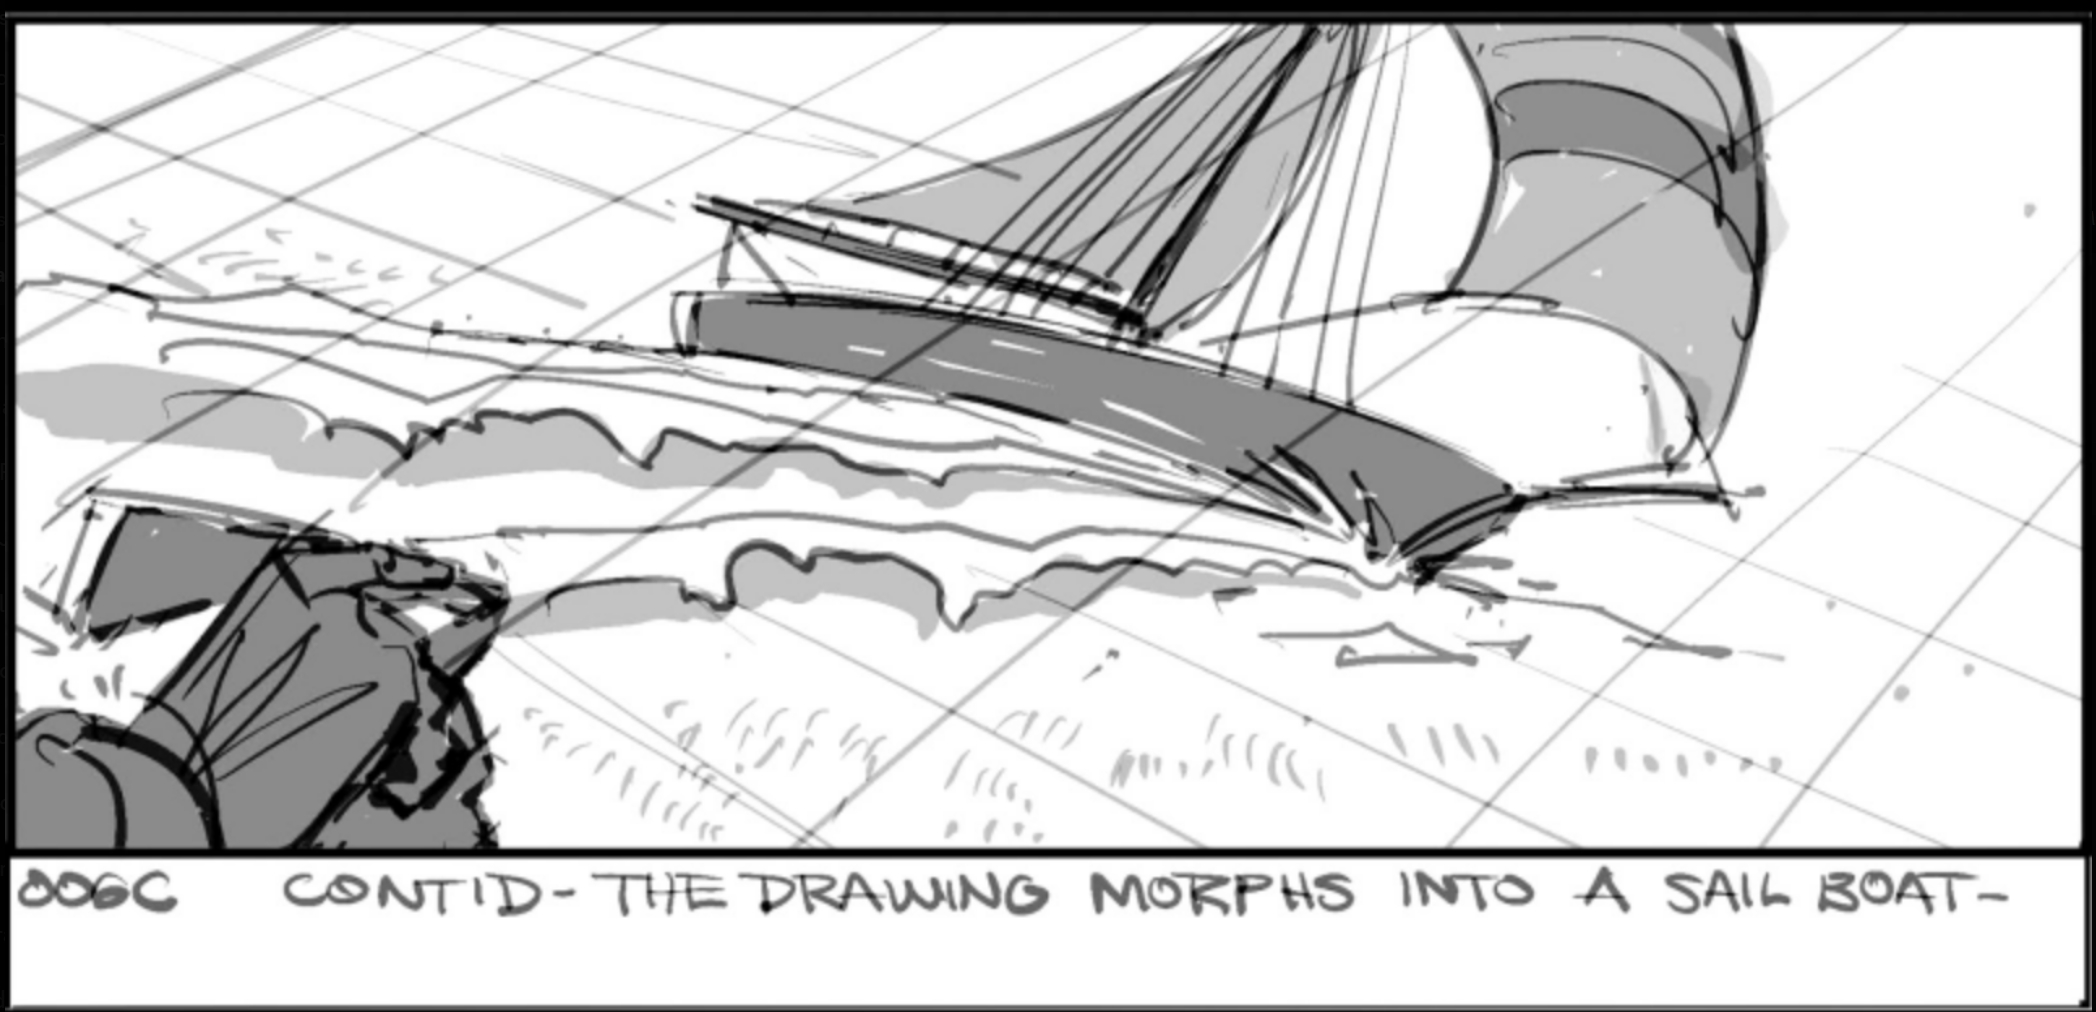 006C CONT'D- THE DRAWING MORPHS INTO A SAIL BOAT-